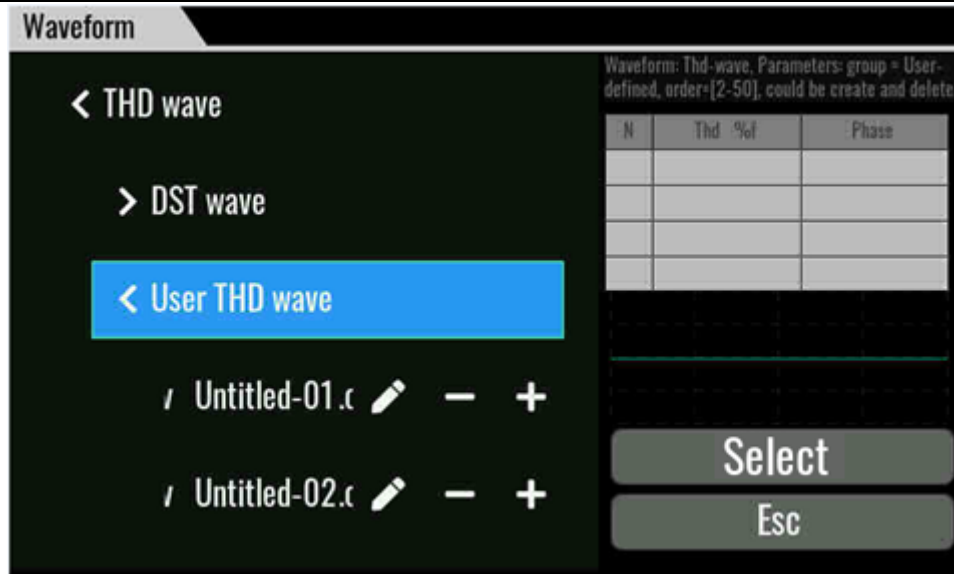 Waveform
THD wave
DST wave
User THD wave
Untitled-01.c
Untitled-02.c
Waveform: Thd-wave, Parameters: group = User-
defined, order=[2-50], could be create and delete
N Thd %f Phase
Select
Esc